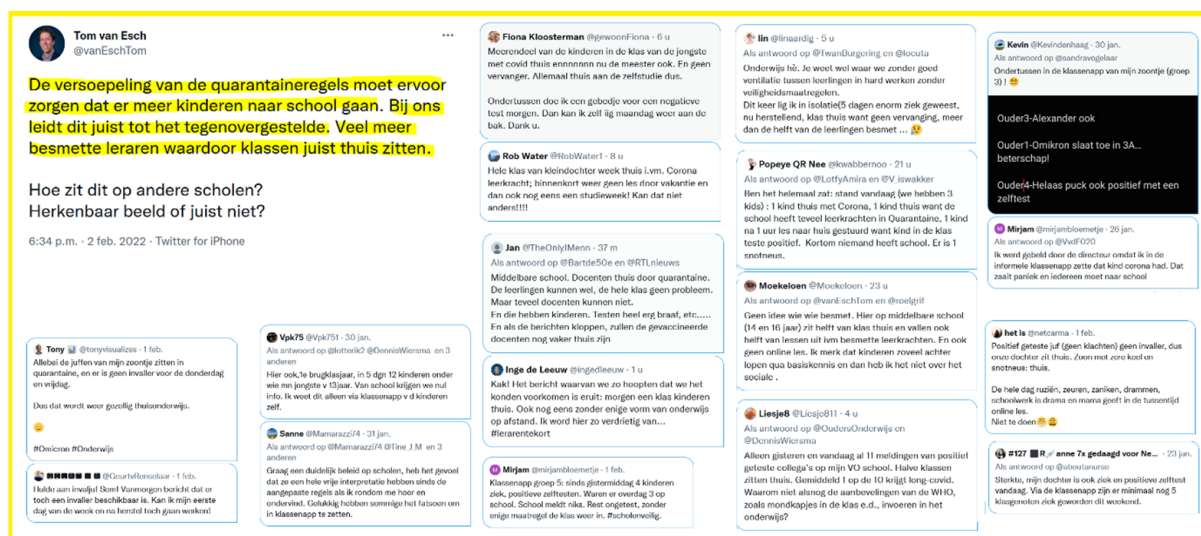 Tom van Esch
@vanEschTom
De versoepeling van de quarantaineregels moet ervoor
zorgen dat er meer kinderen naar school gaan. Bij ons
leidt dit juist tot het tegenovergestelde. Veel meer
besmette leraren waardoor klassen juist thuis zitten.
Hoe zit dit op andere scholen?
Herkenbaar beeld of juist niet?
6:34 p.m. · 2 feb. 2022 · Twitter for iPhone
Tony @tonyvisualizes · 1 feb.
Allebei de juffen van mijn zoontje zitten in
quarantaine, en er is geen invaller voor de donderdag
en vrijdag.
Dus dat wordt weer gezellig thuisonderwijs.
#Omicron #Onderwijs
@GeurtvRenselaar · 1 feb.
Hulde aan invaljuf Sem! Vanmorgen bericht dat er
toch een invaller beschikbaar is. Kan ik mijn eerste
dag van de week en na herstel toch gaan werken!
Vpk75 @Vpk751 · 30 jan.
Als antwoord op @lotterik2 @DennisWiersma en 3
anderen
Hier ook,1e brugklasjaar, in 5 dgn 12 kinderen onder
wie mn jongste v 13jaar. Van school krijgen we nul
info. Ik weet dit alleen via klassenapp v d kinderen
zelf.
Sanne @Mamarazzi74 · 31 jan.
Als antwoord op @Mamarazzi74 @Tine_J_M en 3
anderen
Graag een duidelijk beleid op scholen, heb het gevoel
dat ze een hele vrije interpretatie hebben sinds de
aangepaste regels als ik rondom me hoor en
ondervind. Gelukkig hebben sommige het fatsoen om
in klassenapp te zetten.
Fiona Kloosterman @gewoonFiona · 6 u
Meerendeel van de kinderen in de klas van de jongste
met covid thuis ennnnnnn nu de meester ook. En geen
vervanger. Allemaal thuis aan de zelfstudie dus.
Ondertussen doe ik een gebedje voor een negatieve
test morgen. Dan kan ik zelf iig maandag weer aan de
bak. Dank u.
Rob Water @RobWater1 · 8 u
Hele klas van kleindochter week thuis i.vm. Corona
leerkracht; binnenkort weer geen les door vakantie en
dan ook nog eens een studieweek! Kan dat niet
anders!!!!
Jan @TheOnlyIMenn · 37 m
Als antwoord op @Bartde50e en @RTLnieuws
Middelbare school. Docenten thuis door quarantaine.
De leerlingen kunnen wel, de hele klas geen probleem.
Maar teveel docenten kunnen niet.
En die hebben kinderen. Testen heel erg braaf, etc.....
En als de berichten kloppen, zullen de gevaccineerde
docenten nog vaker thuis zijn
Inge de Leeuw @ingedleeuw · 1 u
Kak! Het bericht waarvan we zo hoopten dat we het
konden voorkomen is eruit: morgen een klas kinderen
thuis. Ook nog eens zonder enige vorm van onderwijs
op afstand. Ik word hier zo verdrietig van...
#lerarentekort
Mirjam @mirjambloemetje · 1 feb.
Klassenapp groep 5: sinds gistermiddag 4 kinderen
ziek, positieve zelftesten. Waren er overdag 3 op
school. School meldt niks. Rest ongetest, zonder
enige maatregel de klas weer in. #scholenveilig.
lin @linaardig · 5 u
Als antwoord op @TwanDurgering en @locuta
Onderwijs hè. Je weet wel waar we zonder goed
ventilatie tussen leerlingen in hard werken zonder
veiligheidsmaatregelen.
Dit keer lig ik in isolatie(5 dagen enorm ziek geweest,
nu herstellend, klas thuis want geen vervanging, meer
dan de helft van de leerlingen besmet ...
Popeye QR Nee @kwabbernoo · 21 u
Als antwoord op @LotfyAmira en @V_iswakker
Ben het helemaal zat: stand vandaag (we hebben 3
kids) : 1 kind thuis met Corona, 1 kind thuis want de
school heeft teveel leerkrachten in Quarantaine, 1 kind
na 1 uur les naar huis gestuurd want kind in de klas
teste positief. Kortom niemand heeft school. Er is 1
snotneus.
Moekeloen @Moekeloen · 23 u
Als antwoord op @vanEschTom en @roelgrif
Geen idee wie wie besmet. Hier op middelbare school
(14 en 16 jaar) zit helft van klas thuis en vallen ook
helft van lessen uit ivm besmette leerkrachten. En ook
geen online les. Ik merk dat kinderen zoveel achter
lopen qua basiskennis en dan heb ik het niet over het
sociale .
Liesje8 @Liesje811 · 4 u
Als antwoord op @OuderuOnderwijs en
@DennisWiersma
Alleen gisteren en vandaag al 11 meldingen van positief
geteste collega's op mijn VO school. Halve klassen
zitten thuis. Gemiddeld 1 op de 10 krijgt long-covid.
Waarom niet alsnog de aanbevelingen van de WHO,
zoals mondkapjes in de klas e.d., invoeren in het
onderwijs?
Kevin @Kevindenhaag · 30 jan.
Als antwoord op @sandravogelaar
Ondertussen in de klassenapp van mijn zoontje (groep
3) !
Ouder3-Alexander ook
Ouder1-Omikron slaat toe in 3A...
beterschap!
Ouder4-Helaas puck ook positief met een
zelftest
Mirjam @mirjambloemetje · 26 jan.
Als antwoord op @VvdF020
Ik werd gebeld door de directeur omdat ik in de
informele klassenapp zette dat kind corona had. Dat
zaait paniek en iedereen moet naar school
het is @netcarma · 1 feb.
Positief geteste juf (geen klachten) geen invaller, dus
onze dochter zit thuis. Zoon met zere keel en
snotneus: thuis.
De hele dag ruziën, zeuren, zaniken, drammen,
schoolwerk is drama en mama geeft in de tussentijd
online les.
Niet te doen
#127 R anne 7x gedaagd voor Ne... · 23 jan.
Als antwoord op @aboutanurse
Sterkte, mijn dochter is ook ziek en positieve zelftest
vandaag. Via de klassenapp zijn er minimaal nog 5
klasgenoten ziek geworden dit weekend.